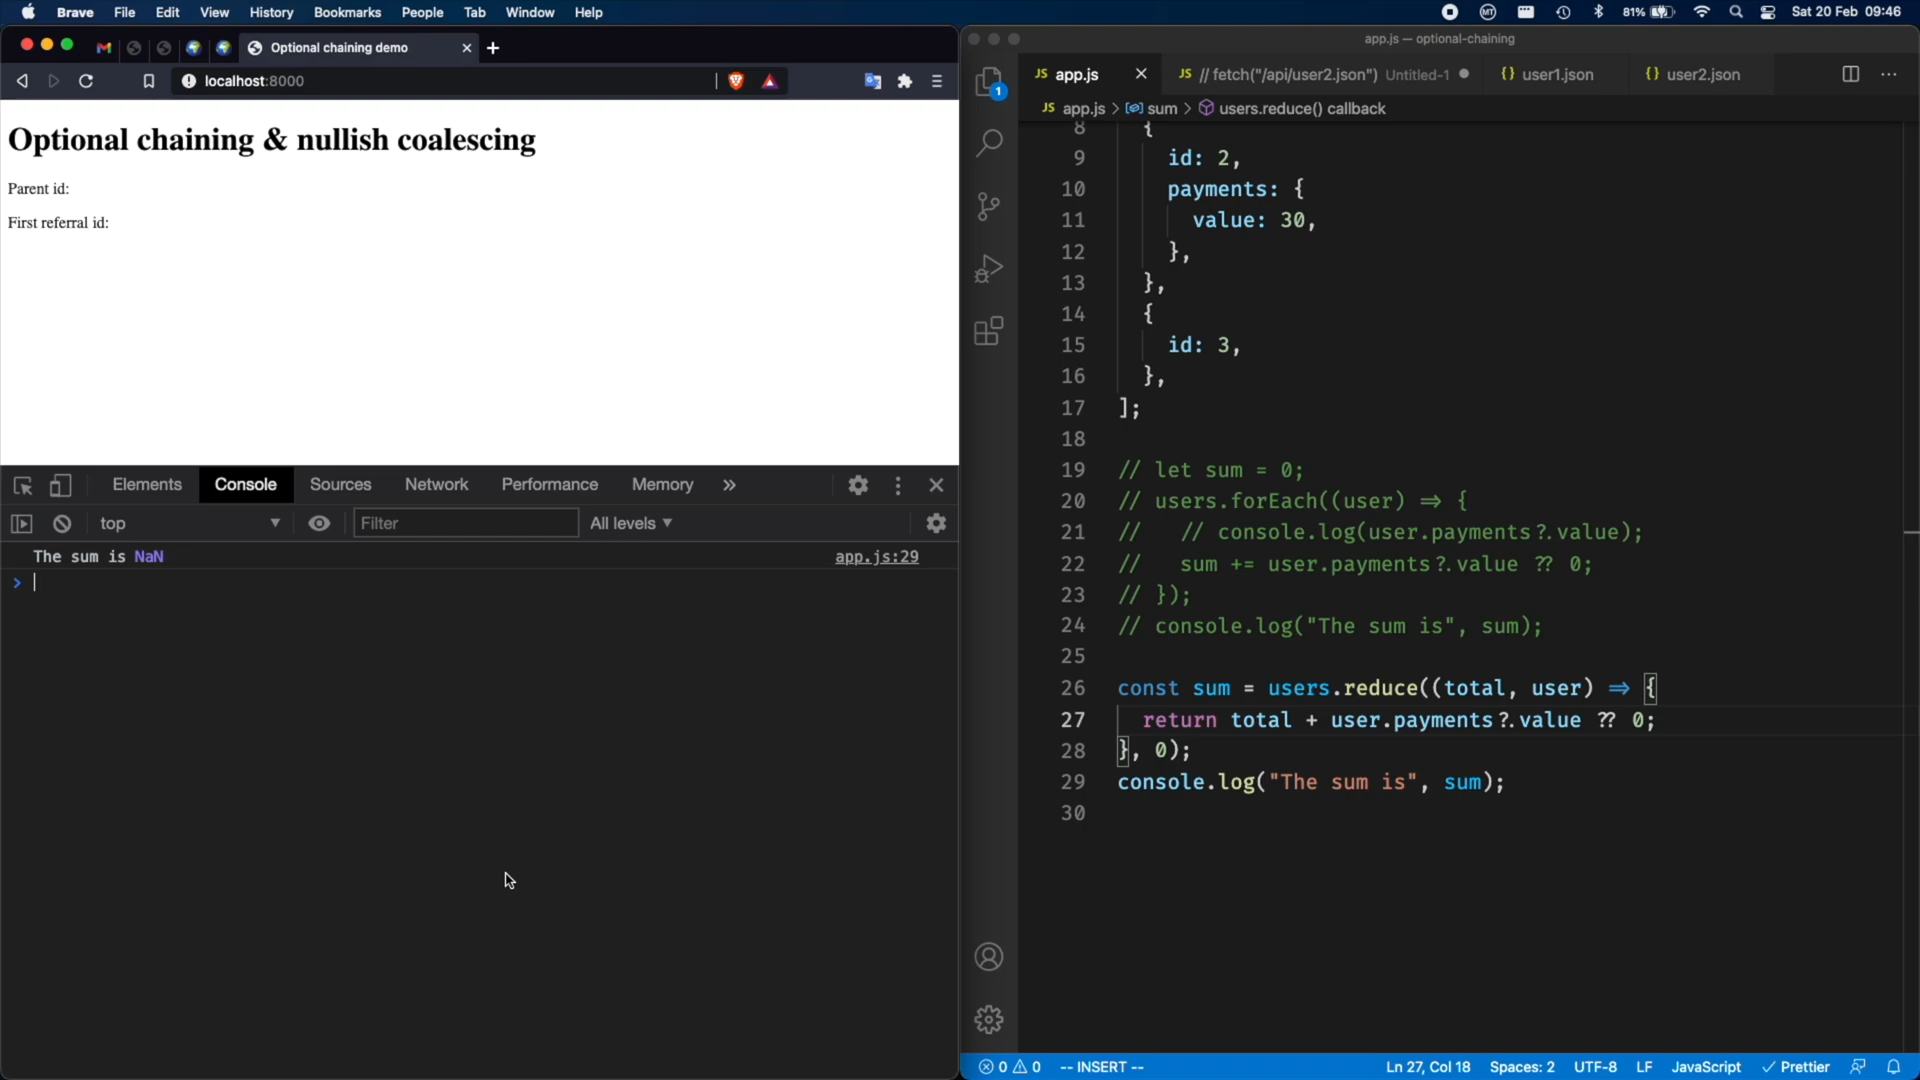 Brave File Edit View History Bookmarks People Tab Window Help
81% Sat 20 Feb 09:46
Optional chaining demo
localhost:8000
Optional chaining & nullish coalescing
Parent id:
First referral id:
Elements Console Sources Network Performance Memory »
top Filter All levels
The sum is NaN app.js:29
>
app.js — optional-chaining
JS app.js JS // fetch("/api/user2.json") Untitled-1 {} user1.json {} user2.json
JS app.js > sum > users.reduce() callback
1
8 {
9 id: 2,
10 payments: {
11 value: 30,
12 },
13 },
14 {
15 id: 3,
16 },
17 ];
18
19 // let sum = 0;
20 // users.forEach((user) => {
21 // // console.log(user.payments?.value);
22 // sum += user.payments?.value ?? 0;
23 // });
24 // console.log("The sum is", sum);
25
26 const sum = users.reduce((total, user) => {
27 return total + user.payments?.value ?? 0;
28 }, 0);
29 console.log("The sum is", sum);
30
0 0 -- INSERT -- Ln 27, Col 18 Spaces: 2 UTF-8 LF JavaScript Prettier